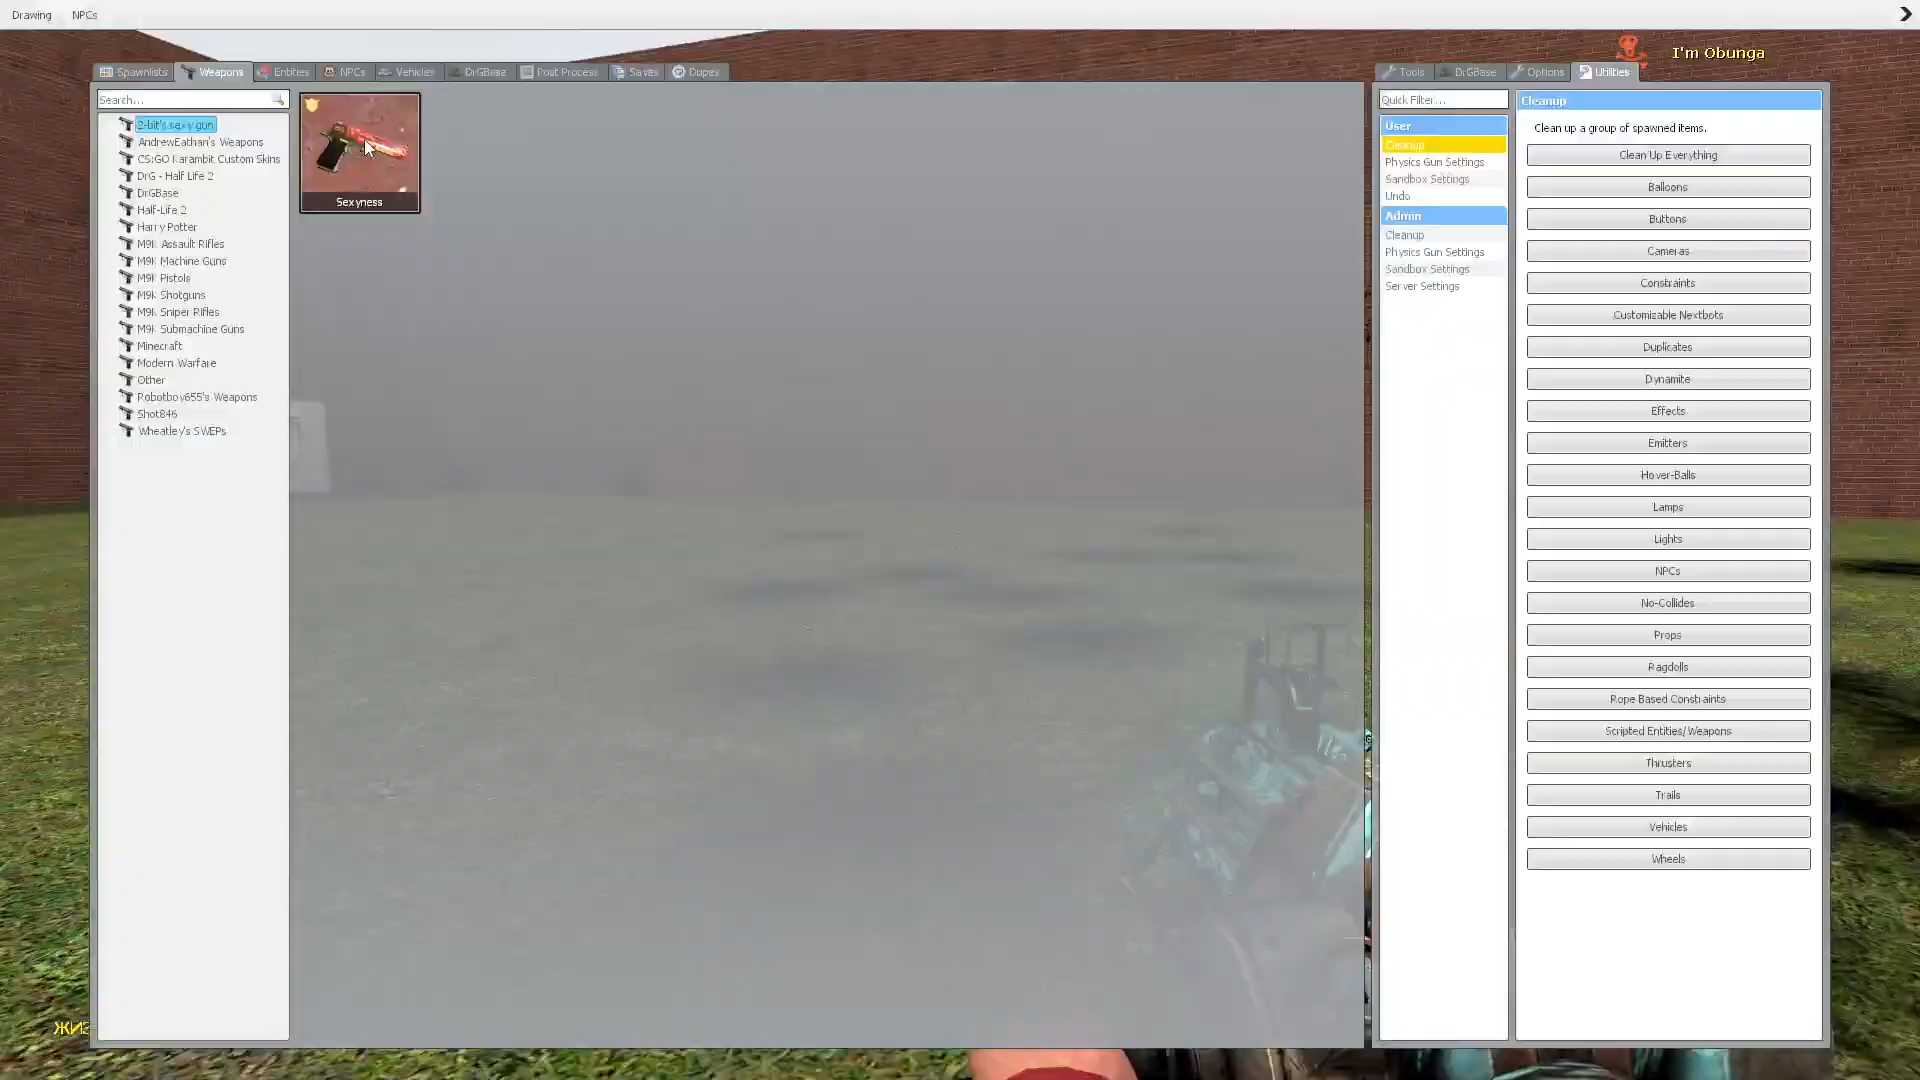 Drawing NPCs
I'm Obunga
Spawnlists Weapons Entities NPCs Vehicles DrGBase Post Process Saves Dupes
Tools DrGBase Options Utilities
Search...
2-bit's sexy gun
AndrewEathan's Weapons
CS:GO Karambit Custom Skins
DrG - Half Life 2
DrGBase
Half-Life 2
Harry Potter
M9K Assault Rifles
M9K Machine Guns
M9K Pistols
M9K Shotguns
M9K Sniper Rifles
M9K Submachine Guns
Minecraft
Modern Warfare
Other
Robotboy655's Weapons
Shot846
Wheatley's SWEPs
Sexyness
Quick Filter...
User
Cleanup
Physics Gun Settings
Sandbox Settings
Undo
Admin
Cleanup
Physics Gun Settings
Sandbox Settings
Server Settings
Cleanup
Clean up a group of spawned items.
Clean Up Everything
Balloons
Buttons
Cameras
Constraints
Customizable Nextbots
Duplicates
Dynamite
Effects
Emitters
Hover-Balls
Lamps
Lights
NPCs
No-Collides
Props
Ragdolls
Rope Based Constraints
Scripted Entities/Weapons
Thrusters
Trails
Vehicles
Wheels